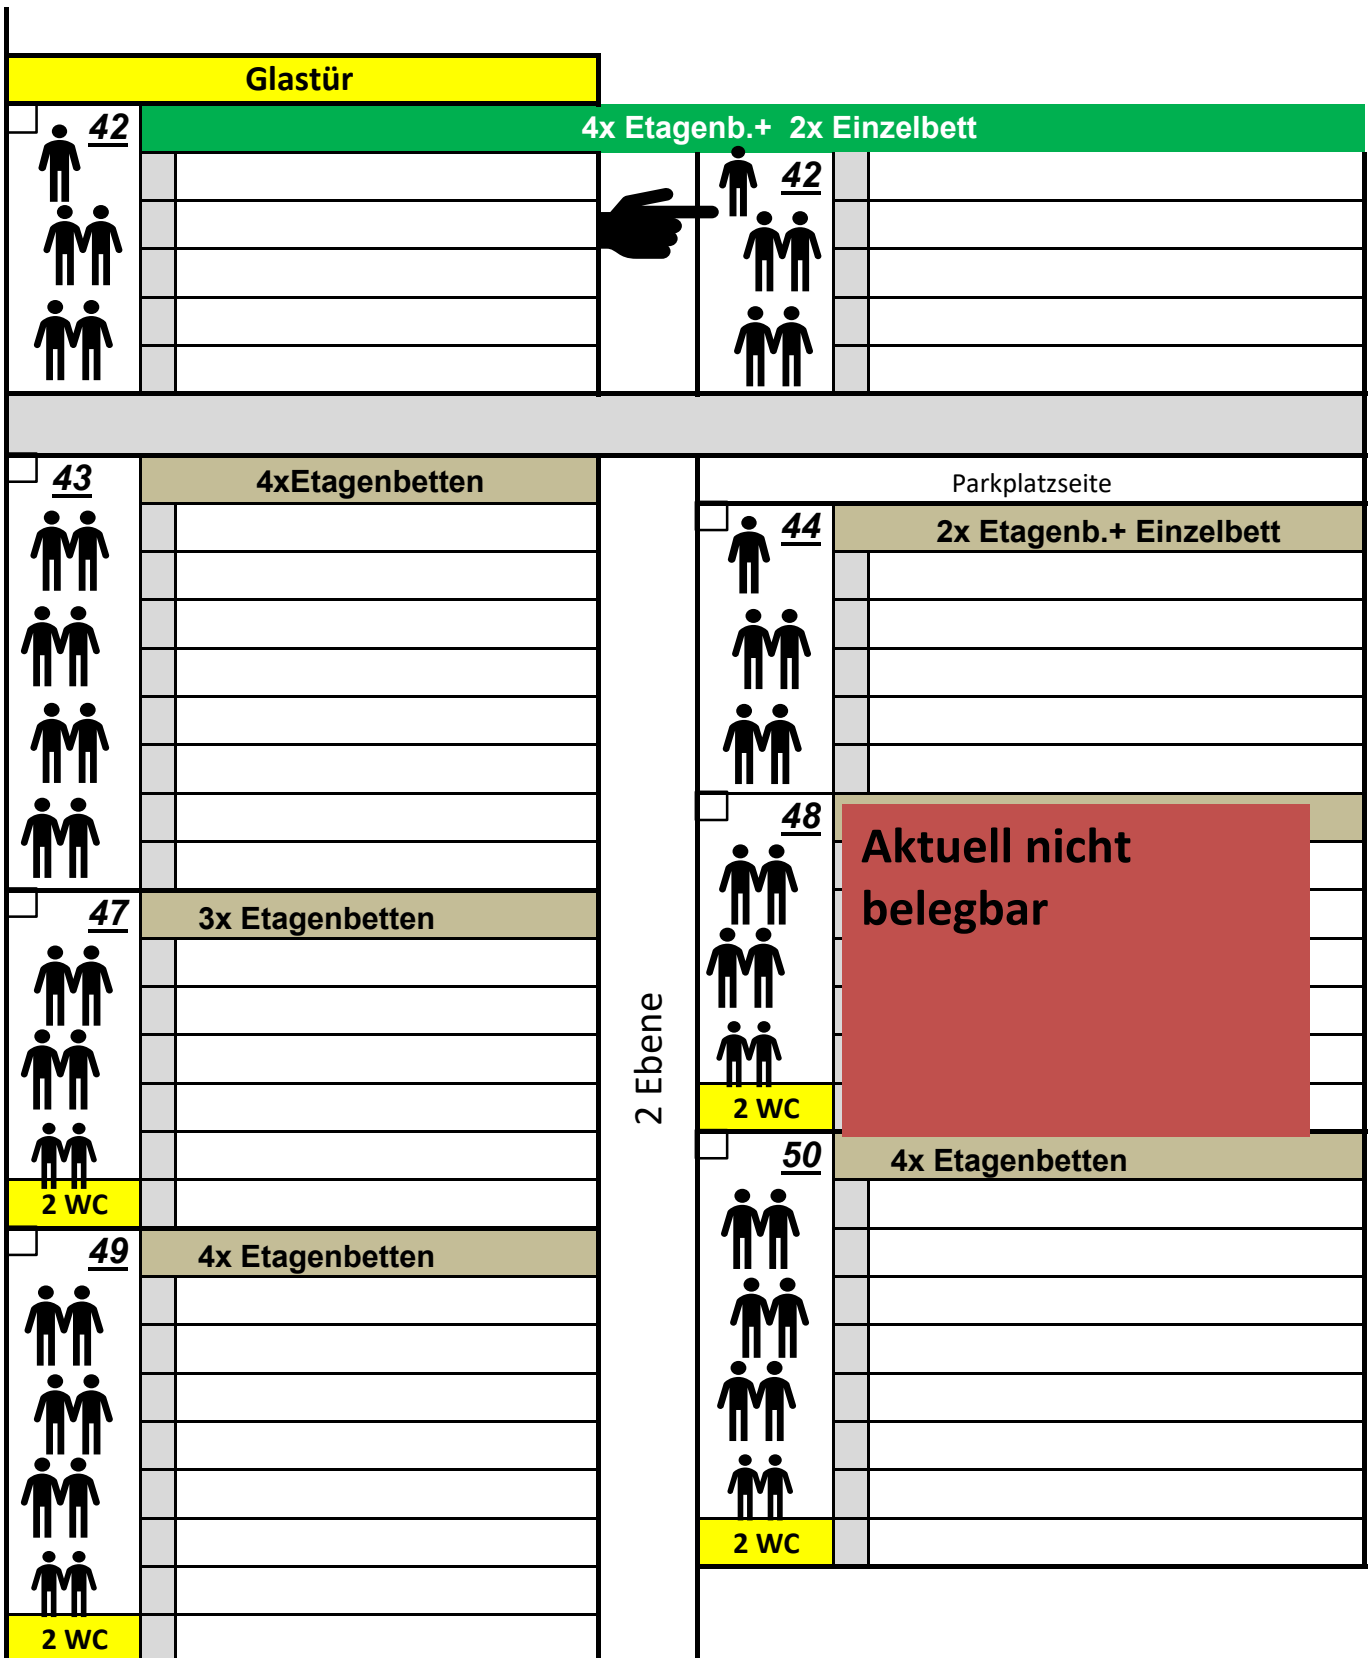 Glastür
42
4x Etagenb.+ 2x Einzelbett
42
43
4xEtagenbetten
Parkplatzseite
44
2x Etagenb.+ Einzelbett
48
Aktuell nicht
belegbar
47
3x Etagenbetten
2 Ebene
2 WC
50
4x Etagenbetten
2 WC
49
4x Etagenbetten
2 WC
2 WC